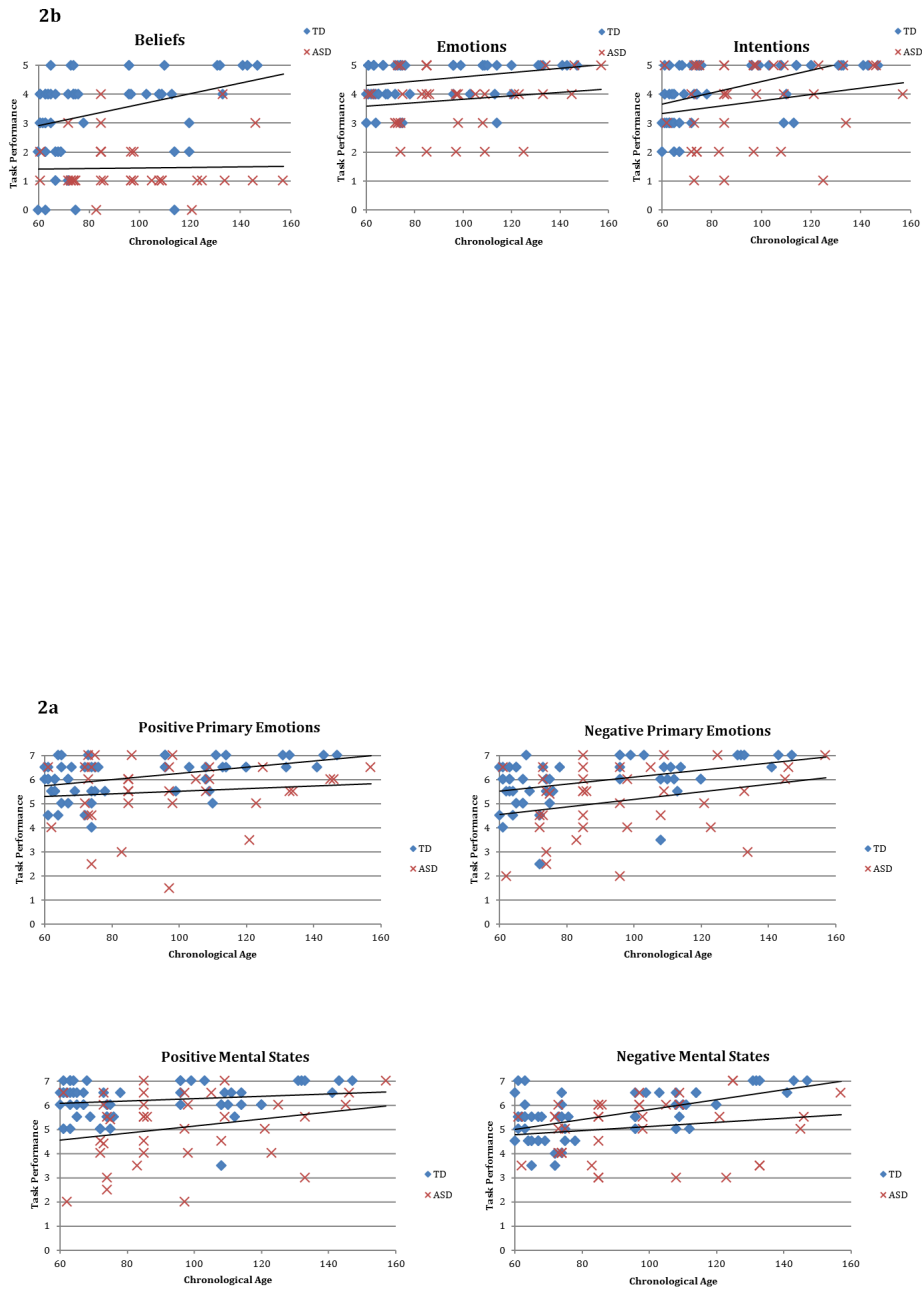 2b
Beliefs
TD
ASD
5
4
3
2
1
0
60 80 100 120 140 160
Task Performance
Chronological Age
Emotions
TD
ASD
5
4
3
2
1
0
60 80 100 120 140 160
Task Performance
Chronological Age
Intentions
TD
ASD
5
4
3
2
1
0
60 80 100 120 140 160
Task Performance
Chronological Age
2a
Positive Primary Emotions
7
6
5
4
3
2
1
0
60 80 100 120 140 160
Task Performance
Chronological Age
TD
ASD
Negative Primary Emotions
7
6
5
4
3
2
1
0
60 80 100 120 140 160
Task Performance
Chronological Age
TD
ASD
Positive Mental States
7
6
5
4
3
2
1
0
60 80 100 120 140 160
Task Performance
Chronological Age
TD
ASD
Negative Mental States
7
6
5
4
3
2
1
0
60 80 100 120 140 160
Task Performance
Chronological Age
TD
ASD